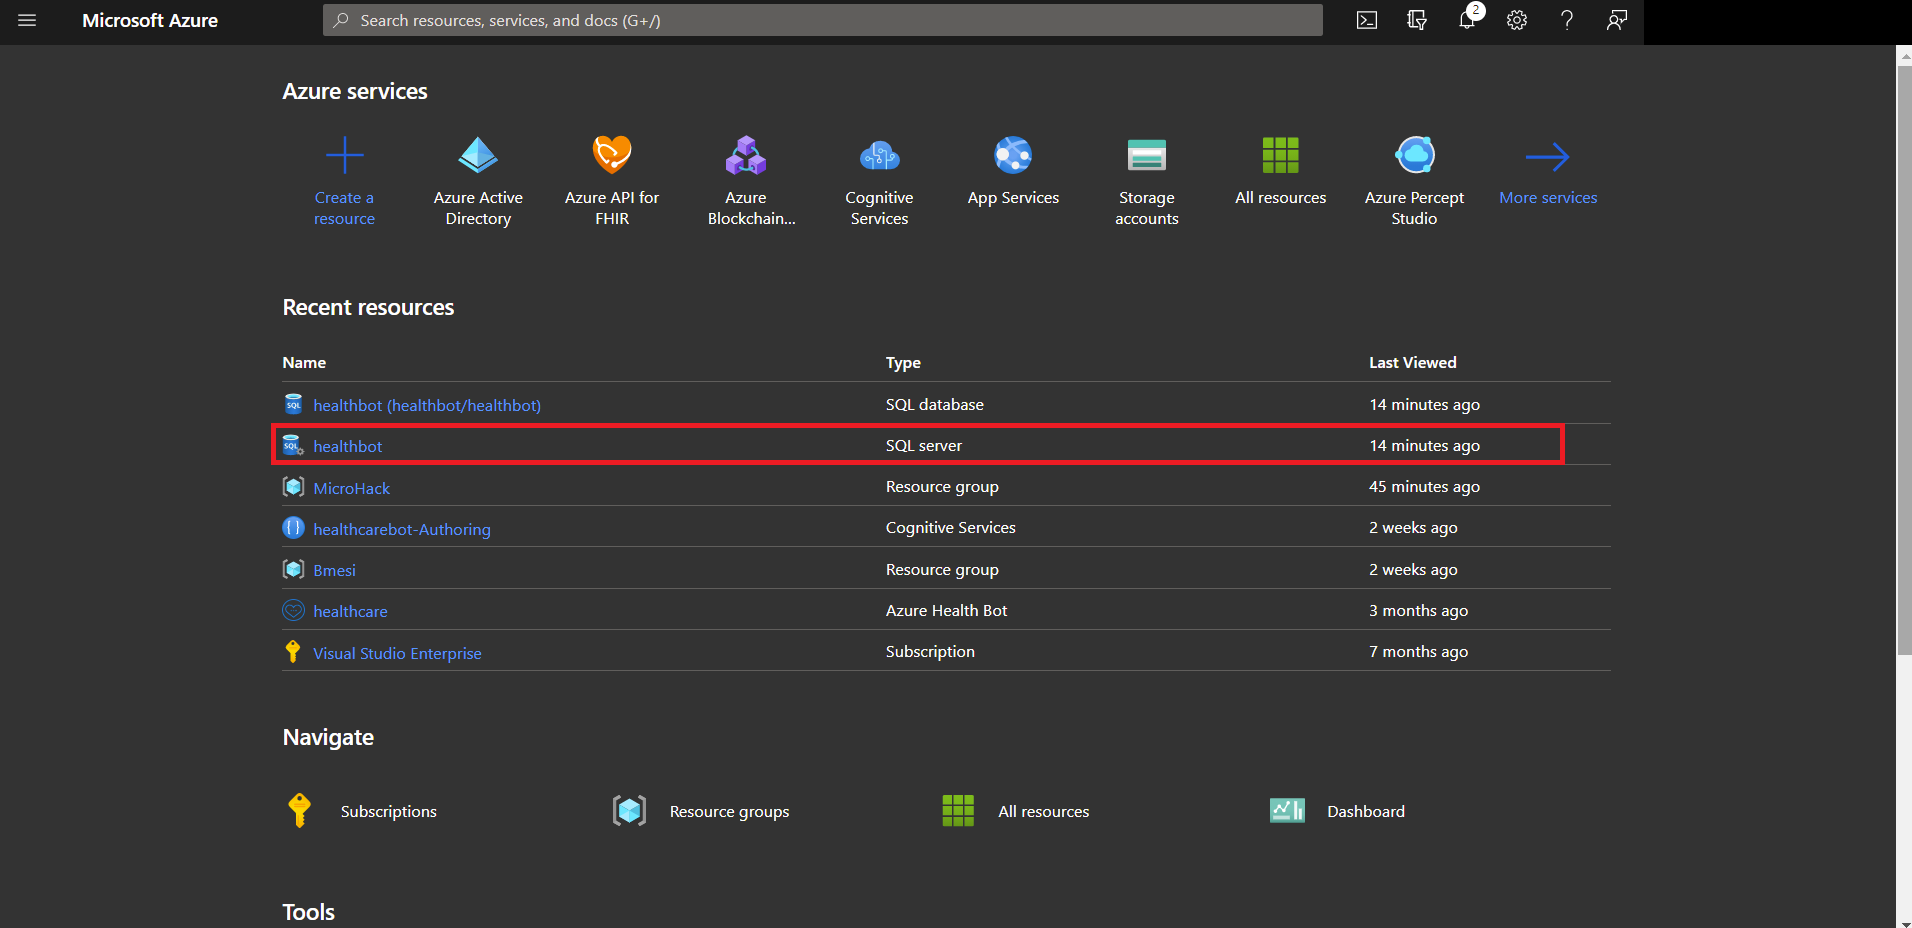 Microsoft Azure
Search resources, services, and docs (G+/)
2
Azure services
Create a resource
Azure Active Directory
Azure API for FHIR
Azure Blockchain...
Cognitive Services
App Services
Storage accounts
All resources
Azure Percept Studio
More services
Recent resources
Name Type Last Viewed
SQL healthbot (healthbot/healthbot) SQL database 14 minutes ago
SQL healthbot SQL server 14 minutes ago
MicroHack Resource group 45 minutes ago
healthcarebot-Authoring Cognitive Services 2 weeks ago
Bmesi Resource group 2 weeks ago
healthcare Azure Health Bot 3 months ago
Visual Studio Enterprise Subscription 7 months ago
Navigate
Subscriptions Resource groups All resources Dashboard
Tools